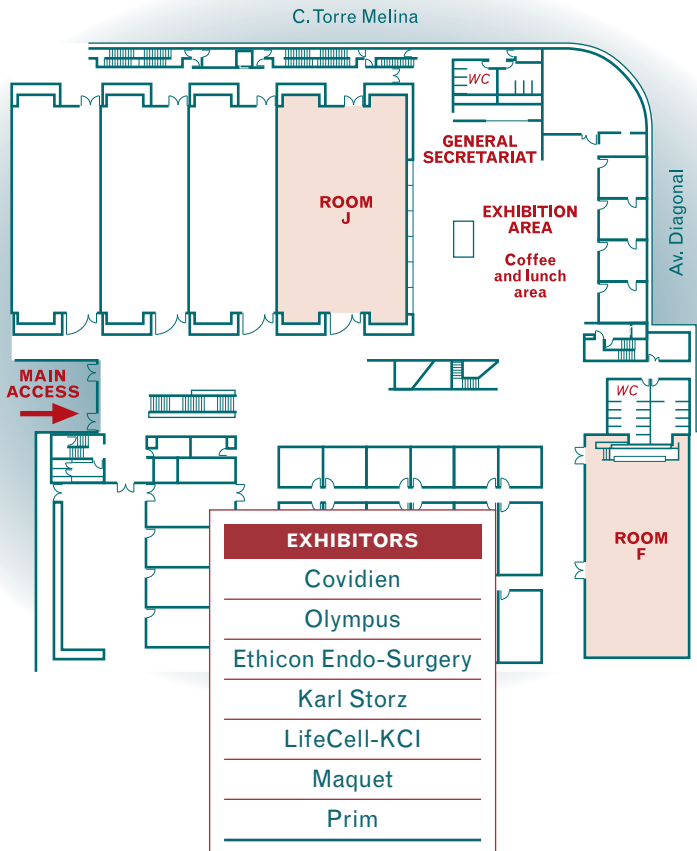 C. Torre Melina
WC
GENERAL
SECRETARIAT
ROOM
J
EXHIBITION
AREA
Coffee
and lunch
area
Av. Diagonal
MAIN
ACCESS
WC
ROOM
F
EXHIBITORS
Covidien
Olympus
Ethicon Endo-Surgery
Karl Storz
LifeCell-KCI
Maquet
Prim